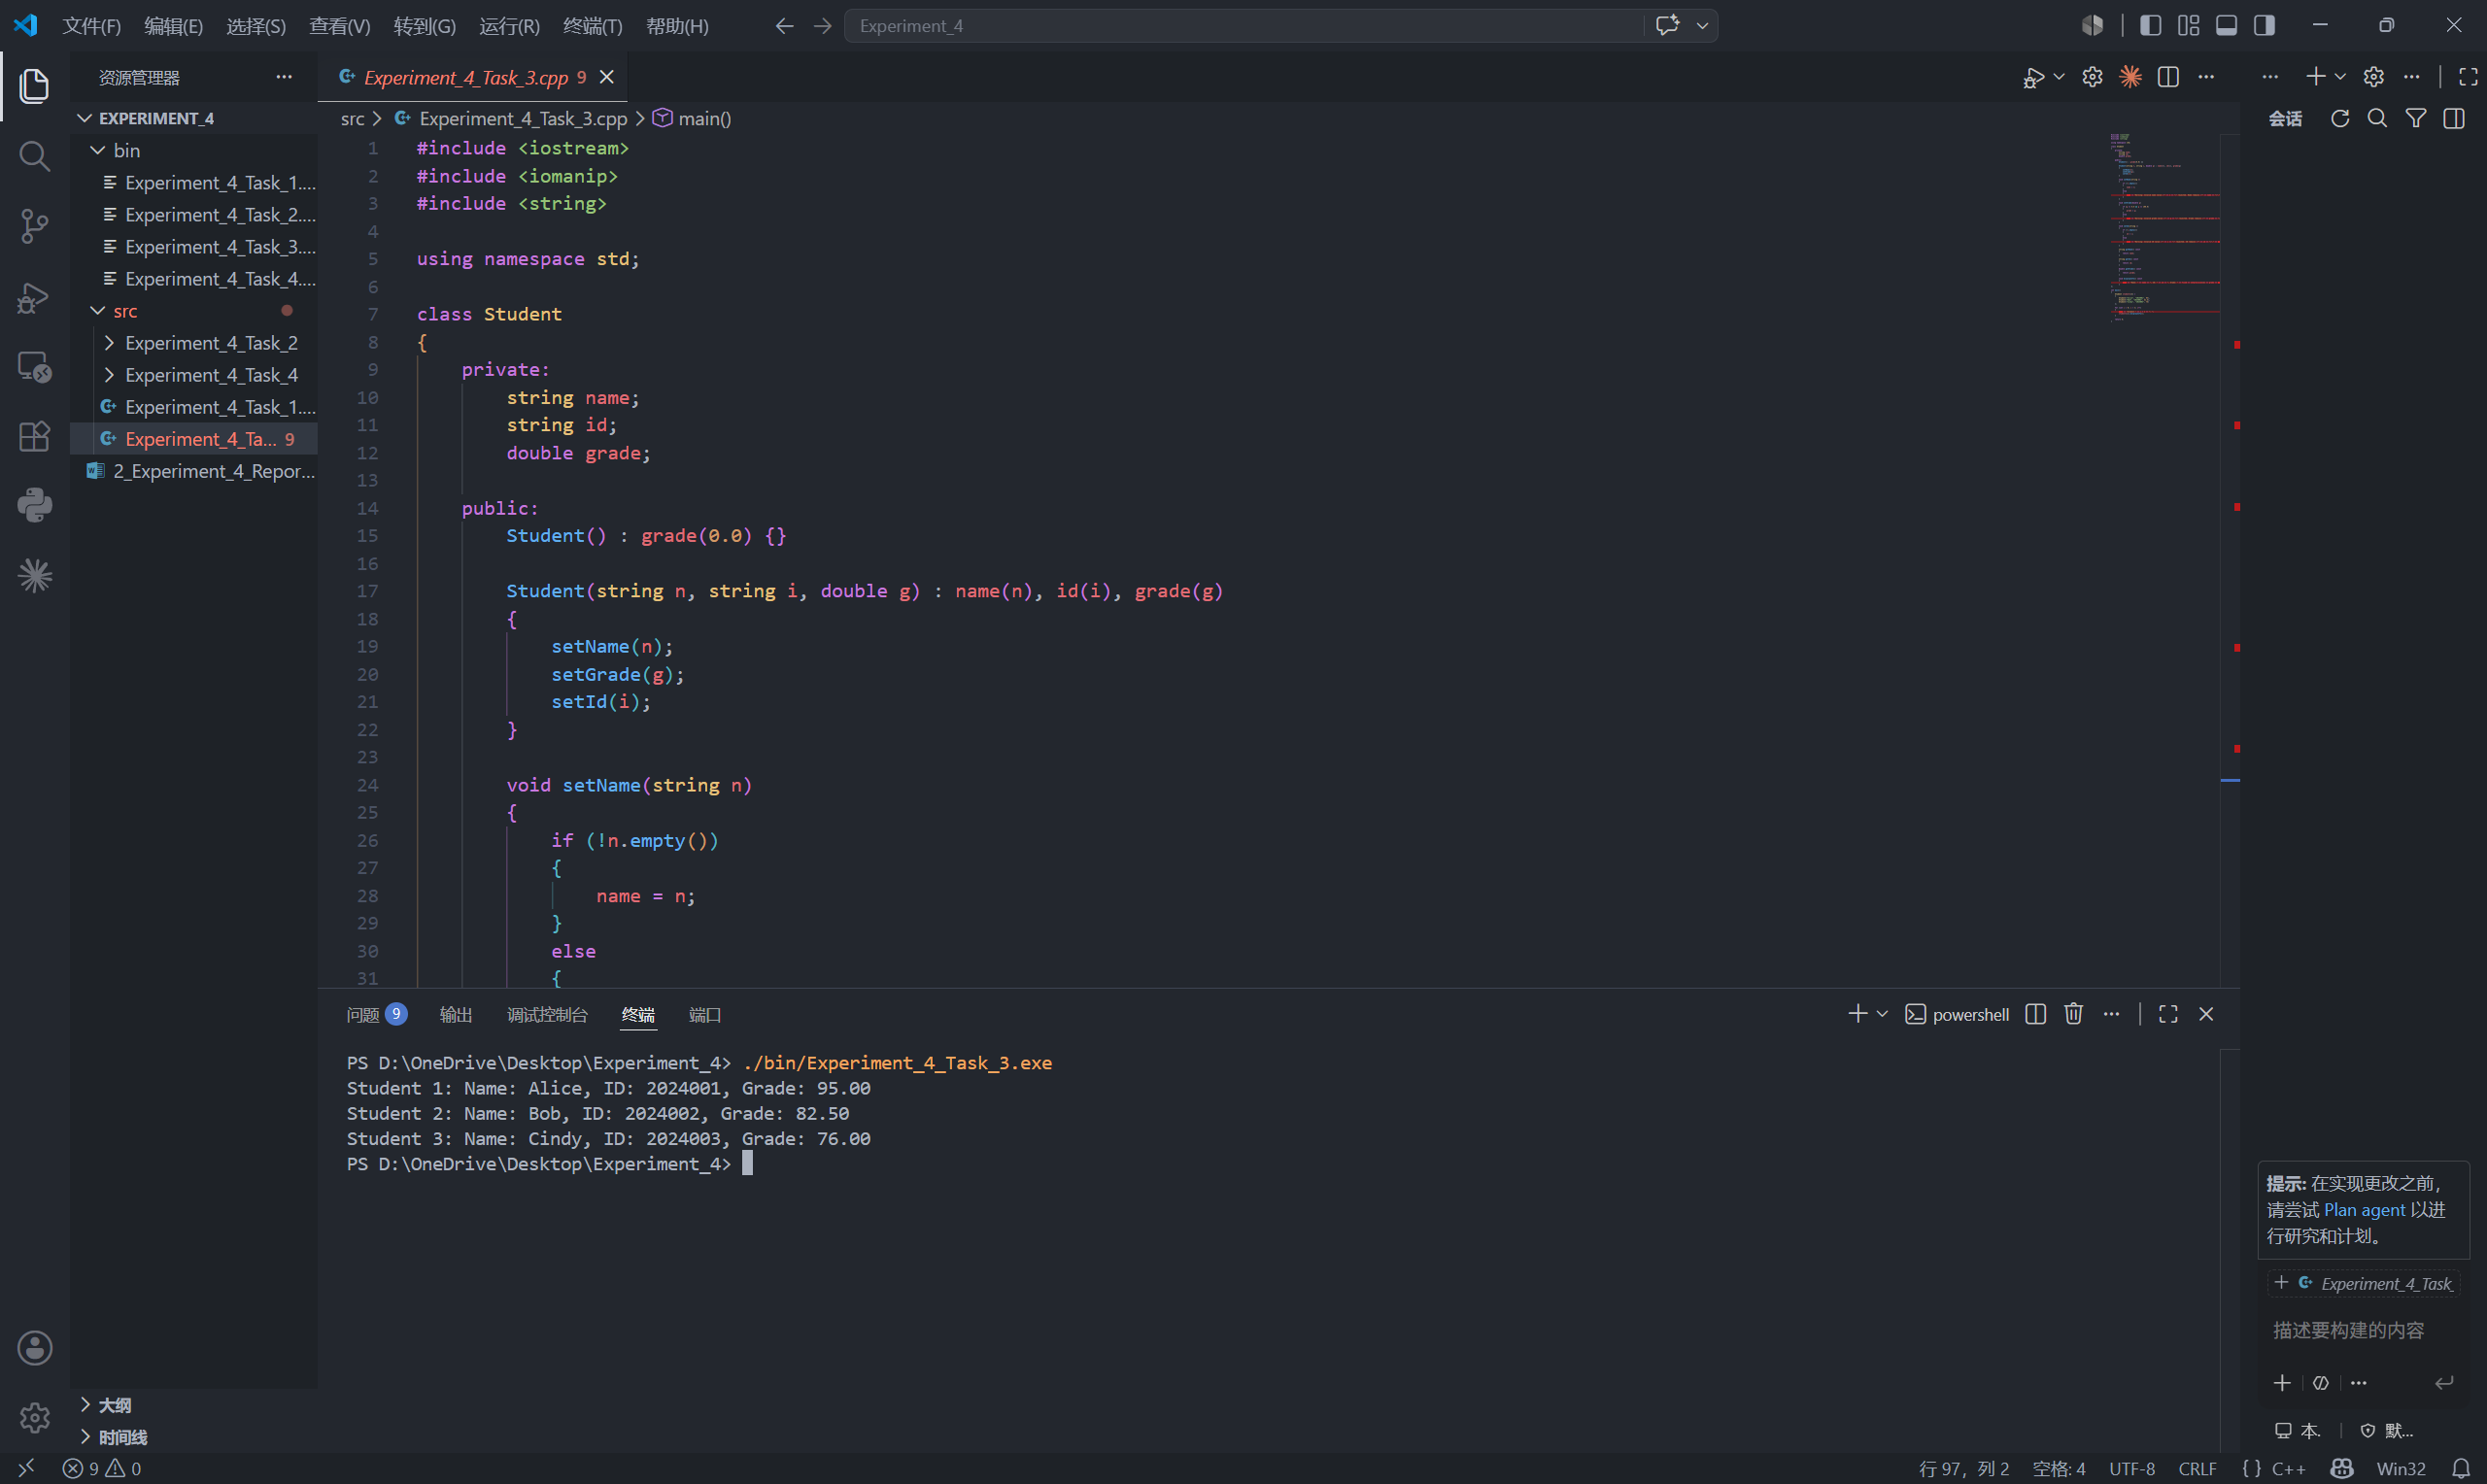 文件(F) 编辑(E) 选择(S) 查看(V) 转到(G) 运行(R) 终端(T) 帮助(H) Experiment_4
资源管理器 ···
EXPERIMENT_4
bin
Experiment_4_Task_1....
Experiment_4_Task_2....
Experiment_4_Task_3....
Experiment_4_Task_4....
src
Experiment_4_Task_2
Experiment_4_Task_4
Experiment_4_Task_1....
Experiment_4_Ta... 9
2_Experiment_4_Repor...
大纲
时间线
Experiment_4_Task_3.cpp 9
src > Experiment_4_Task_3.cpp > main()
1 #include <iostream>
2 #include <iomanip>
3 #include <string>
4
5 using namespace std;
6
7 class Student
8 {
9 private:
10 string name;
11 string id;
12 double grade;
13
14 public:
15 Student() : grade(0.0) {}
16
17 Student(string n, string i, double g) : name(n), id(i), grade(g)
18 {
19 setName(n);
20 setGrade(g);
21 setId(i);
22 }
23
24 void setName(string n)
25 {
26 if (!n.empty())
27 {
28 name = n;
29 }
30 else
31 {
问题 9 输出 调试控制台 终端 端口 powershell
PS D:\OneDrive\Desktop\Experiment_4> ./bin/Experiment_4_Task_3.exe
Student 1: Name: Alice, ID: 2024001, Grade: 95.00
Student 2: Name: Bob, ID: 2024002, Grade: 82.50
Student 3: Name: Cindy, ID: 2024003, Grade: 76.00
PS D:\OneDrive\Desktop\Experiment_4>
会话
提示: 在实现更改之前，
请尝试 Plan agent 以进
行研究和计划。
Experiment_4_Task_
描述要构建的内容
本. 默...
9 0 行 97，列 2 空格: 4 UTF-8 CRLF {} C++ Win32